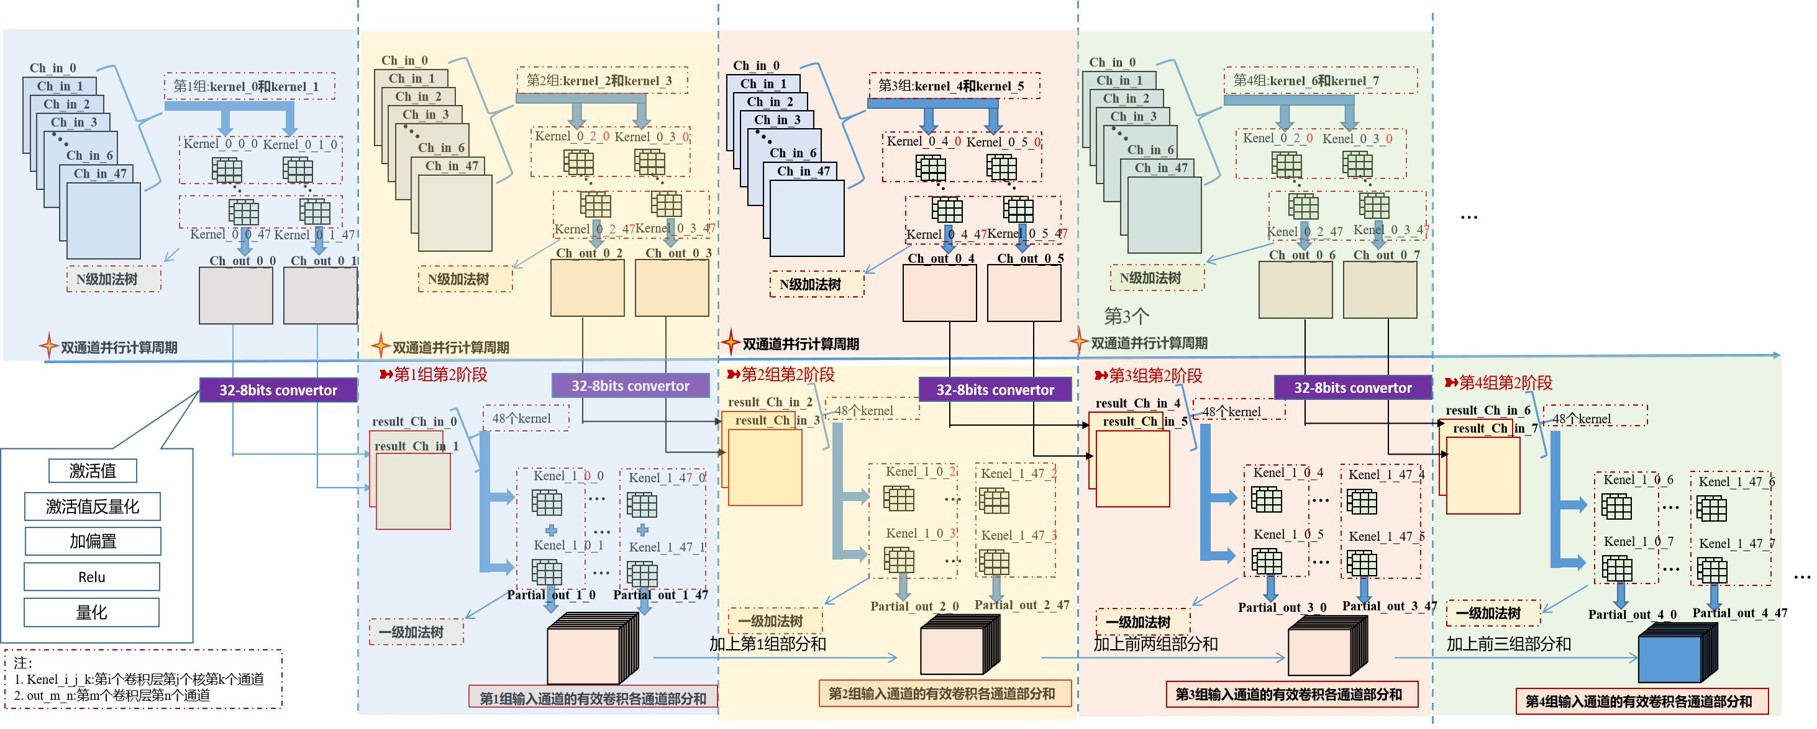 Ch_in_0
Ch_in_1
Ch_in_2
Ch_in_3
Ch_in_6
Ch_in_47
第1组:kernel_0和kernel_1
Kernel_0_0_0
Kernel_0_1_0
Kernel_0_0_47
Kernel_0_1_47
N级加法树
Ch_out_0_0
Ch_out_0_1
双通道并行计算周期
Ch_in_0
Ch_in_1
Ch_in_2
Ch_in_3
Ch_in_6
Ch_in_47
第2组:kernel_2和kernel_3
Kernel_0_2_0
Kernel_0_3_0
Kernel_0_2_47
Kernel_0_3_47
N级加法树
Ch_out_0_2
Ch_out_0_3
双通道并行计算周期
Ch_in_0
Ch_in_1
Ch_in_2
Ch_in_3
Ch_in_6
Ch_in_47
第3组:kernel_4和kernel_5
Kernel_0_4_0
Kernel_0_5_0
Kernel_0_4_47
Kernel_0_5_47
N级加法树
Ch_out_0_4
Ch_out_0_5
双通道并行计算周期
Ch_in_0
Ch_in_1
Ch_in_2
Ch_in_3
Ch_in_6
Ch_in_47
第4组:kernel_6和kernel_7
Kernel_0_2_0
Kernel_0_3_0
Kernel_0_2_47
Kernel_0_3_47
N级加法树
Ch_out_0_6
Ch_out_0_7
第3个
双通道并行计算周期
...
32-8bits convertor
激活值
激活值反量化
加偏置
Relu
量化
注:
1. Kenel_i_j_k:第i个卷积层第j个核第k个通道
2. out_m_n:第m个卷积层第n个通道
第1组第2阶段
32-8bits convertor
result_Ch_in_0
result_Ch_in_1
48个kernel
Kenel_1_0_0
Kenel_1_47_0
Kenel_1_0_1
Kenel_1_47_1
Partial_out_1_0
Partial_out_1_47
一级加法树
第1组输入通道的有效卷积各通道部分和
第2组第2阶段
32-8bits convertor
result_Ch_in_2
result_Ch_in_3
48个kernel
Kenel_1_0_2
Kenel_1_47_2
Kenel_1_0_3
Kenel_1_47_3
Partial_out_2_0
Partial_out_2_47
一级加法树
加上第1组部分和
第2组输入通道的有效卷积各通道部分和
第3组第2阶段
32-8bits convertor
result_Ch_in_4
result_Ch_in_5
48个kernel
Kenel_1_0_4
Kenel_1_47_4
Kenel_1_0_5
Kenel_1_47_5
Partial_out_3_0
Partial_out_3_47
一级加法树
加上前两组部分和
第3组输入通道的有效卷积各通道部分和
第4组第2阶段
result_Ch_in_6
result_Ch_in_7
48个kernel
Kenel_1_0_6
Kenel_1_47_6
Kenel_1_0_7
Kenel_1_47_7
Partial_out_4_0
Partial_out_4_47
一级加法树
加上前三组部分和
第4组输入通道的有效卷积各通道部分和
...